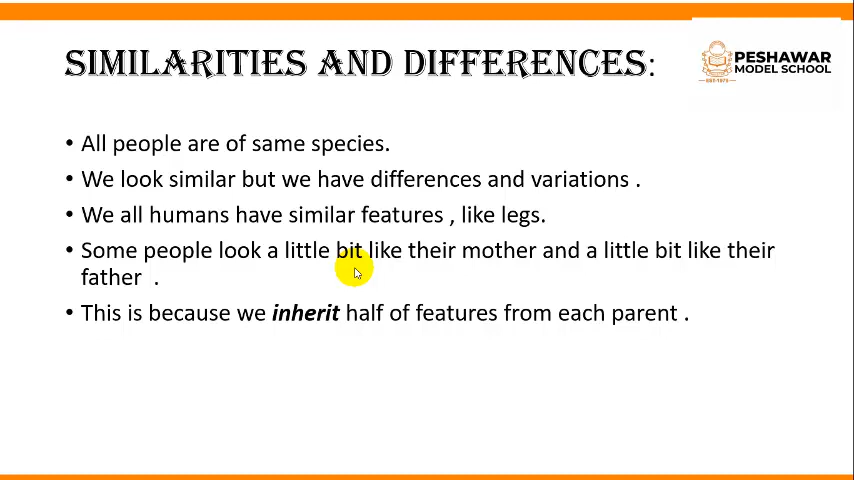 SIMILARITIES AND DIFFERENCES:
PESHAWAR
MODEL SCHOOL
EST-1973
• All people are of same species.
• We look similar but we have differences and variations .
• We all humans have similar features , like legs.
• Some people look a little bit like their mother and a little bit like their
father .
• This is because we inherit half of features from each parent .